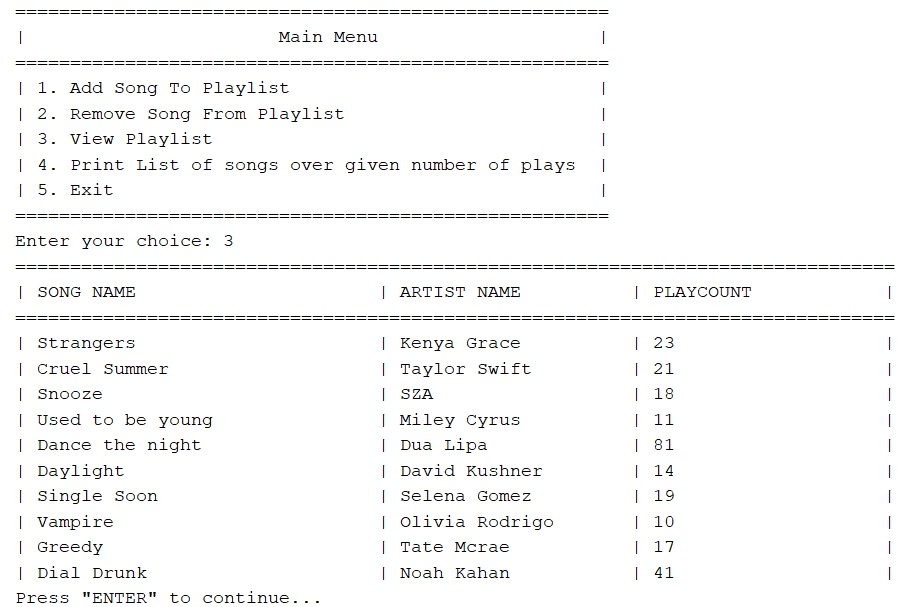 ======================================================
| Main Menu |
======================================================
| 1. Add Song To Playlist |
| 2. Remove Song From Playlist |
| 3. View Playlist |
| 4. Print List of songs over given number of plays |
| 5. Exit |
======================================================
Enter your choice: 3
================================================================================
| SONG NAME | ARTIST NAME | PLAYCOUNT |
================================================================================
| Strangers | Kenya Grace | 23 |
| Cruel Summer | Taylor Swift | 21 |
| Snooze | SZA | 18 |
| Used to be young | Miley Cyrus | 11 |
| Dance the night | Dua Lipa | 81 |
| Daylight | David Kushner | 14 |
| Single Soon | Selena Gomez | 19 |
| Vampire | Olivia Rodrigo | 10 |
| Greedy | Tate Mcrae | 17 |
| Dial Drunk | Noah Kahan | 41 |
Press "ENTER" to continue...